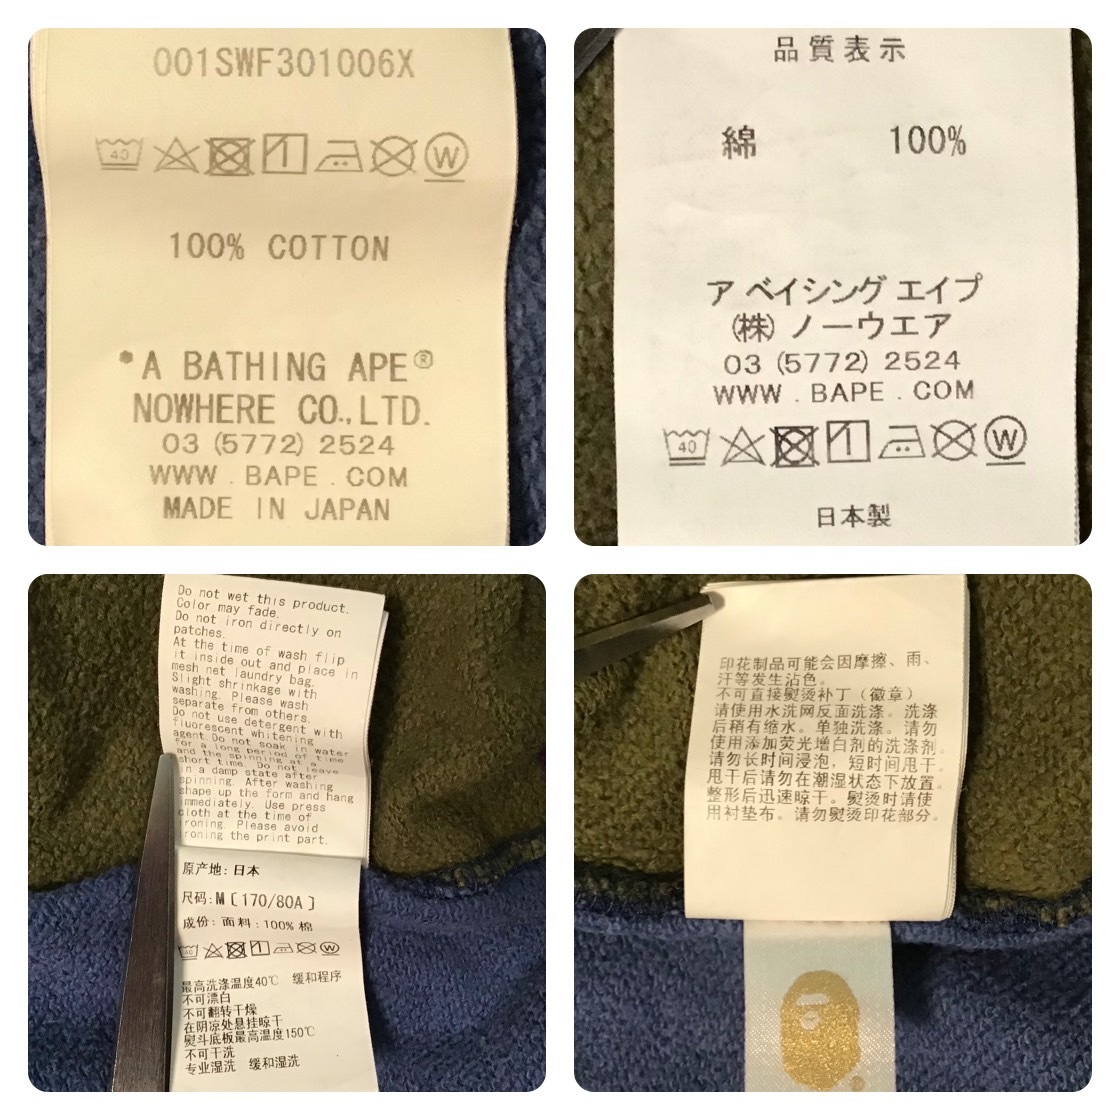 001SWF301006X
40
W
100% COTTON
*A BATHING APE®
NOWHERE CO.,LTD.
03 (5772) 2524
WWW . BAPE . COM
MADE IN JAPAN
品質表示
綿 100%
ア ベイシング エイプ
(株) ノーウエア
03 (5772) 2524
WWW . BAPE . COM
40
W
日本製
Do not wet this product.
Color may fade.
Do not iron directly on
patches.
At the time of wash flip
it inside out and place in
mesh net laundry bag.
Slight shrinkage with
washing. Please wash
separate from others.
Do not use detergent with
fluorescent whitening
agent.Do not soak in water
for a long period of time
and the spinning at a
short time. Do not leave
in a damp state after
spinning. After washing
shape up the form and hang
immediately. Use press
cloth at the time of
ironing. Please avoid
ironing the print part.
原产地: 日本
尺码: M [ 170/80A ]
成份: 面料: 100% 棉
40
W
最高洗涤温度40℃ 缓和程序
不可漂白
不可翻转干燥
在阴凉处悬挂晾干
熨斗底板最高温度150℃
不可干洗
专业湿洗 缓和湿洗
印花制品可能会因摩擦、雨、
汗等发生沾色。
不可直接熨烫补丁 (徽章)
请使用水洗网反面洗涤。洗涤
后稍有缩水。单独洗涤。请勿
使用添加荧光增白剂的洗涤剂。
请勿长时间浸泡，短时间甩干。
甩干后请勿在潮湿状态下放置。
整形后迅速晾干。熨烫时请使
用衬垫布。请勿熨烫印花部分。
®